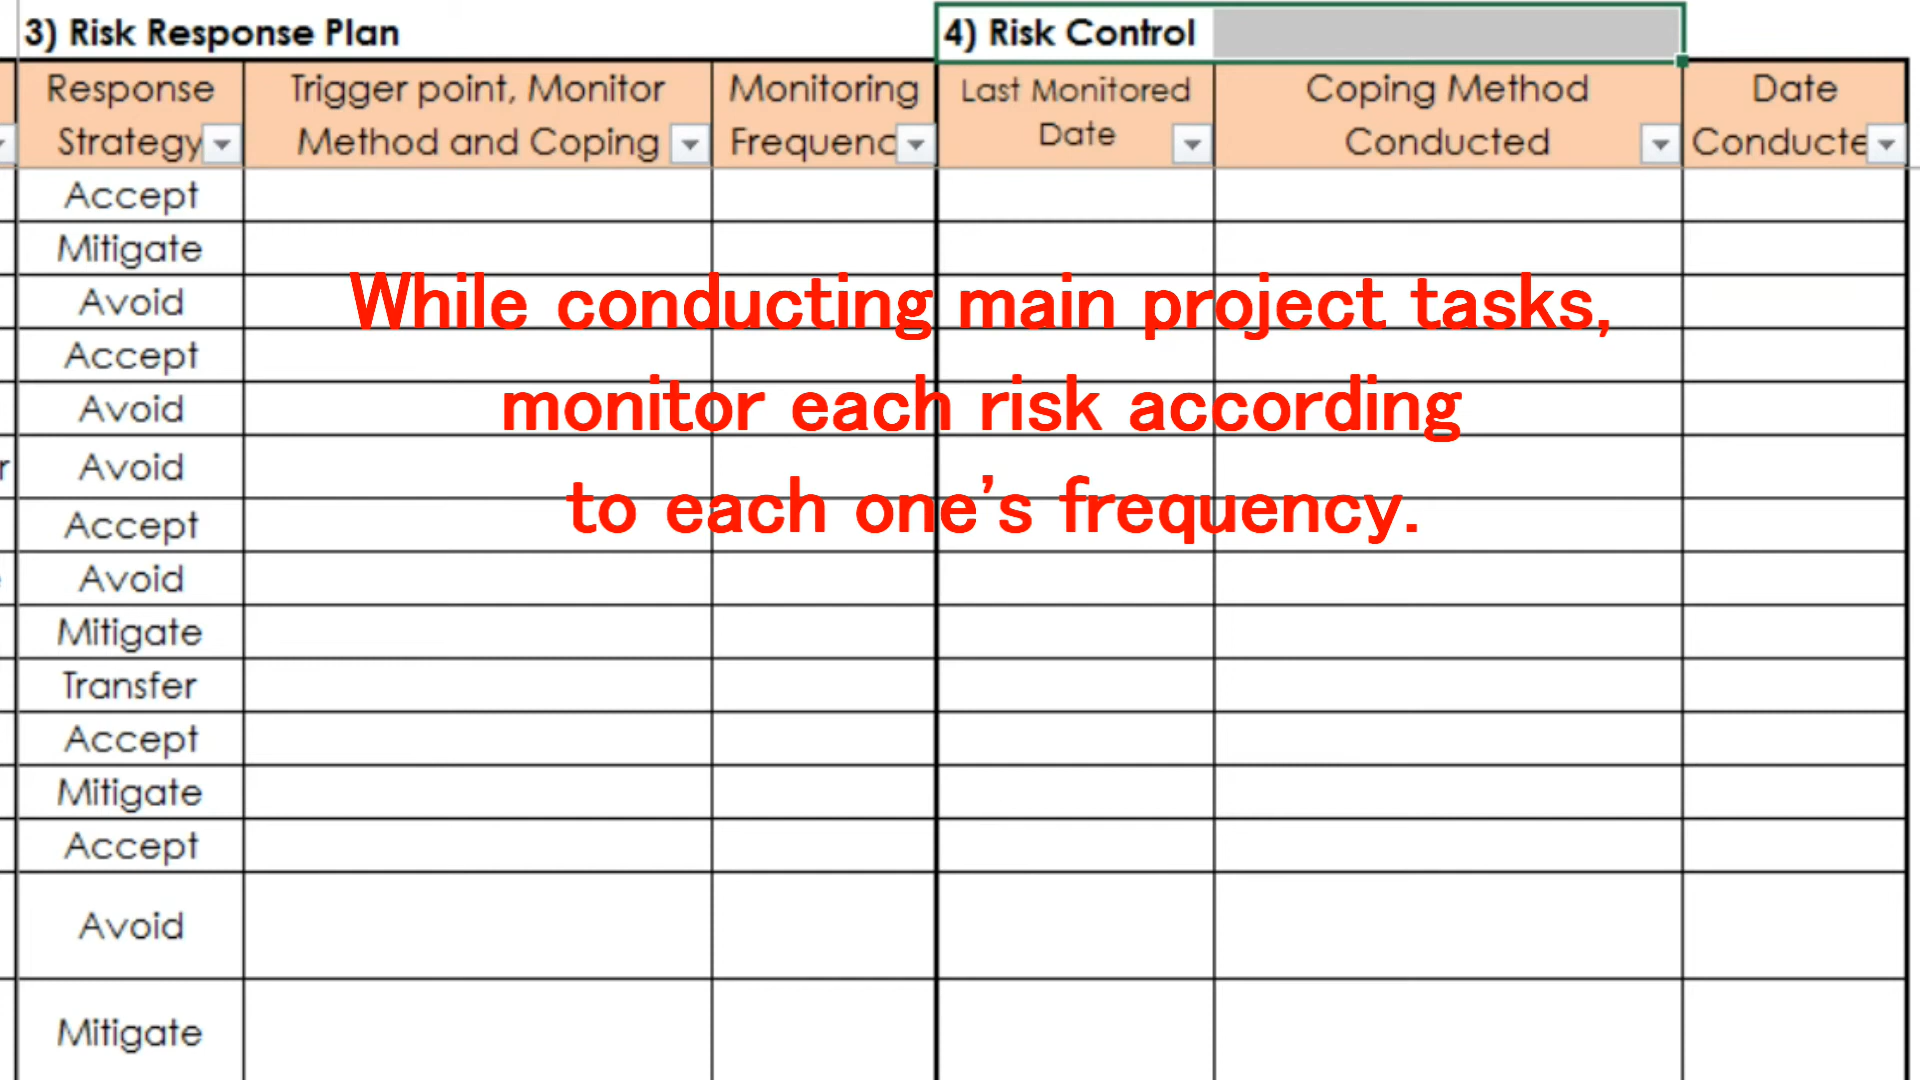 3) Risk Response Plan
4) Risk Control
Response Strategy
Trigger point, Monitor Method and Coping
Monitoring Frequenc
Last Monitored Date
Coping Method Conducted
Date Conducte
Accept
Mitigate
Avoid
While conducting main project tasks,
Accept
Avoid
monitor each risk according
r
Avoid
to each one's frequency.
Accept
Avoid
Mitigate
Transfer
Accept
Mitigate
Accept
Avoid
Mitigate